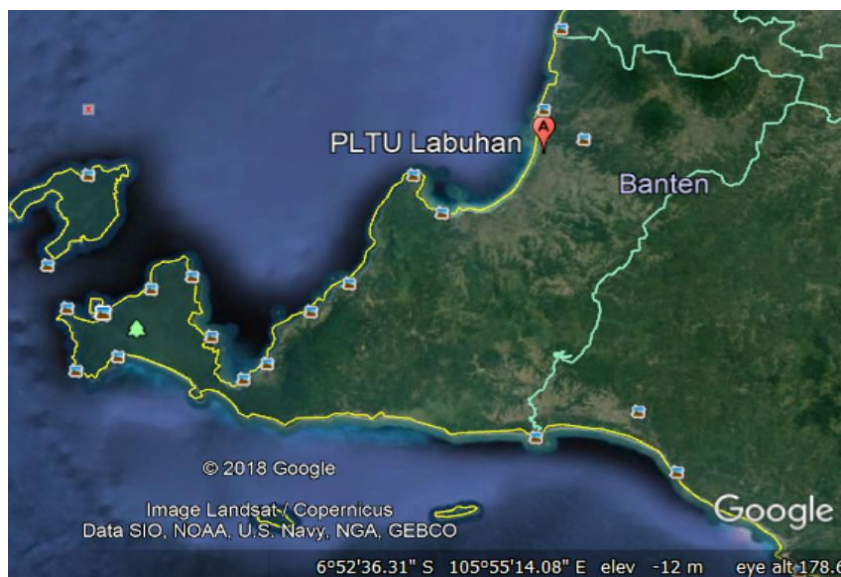 A
PLTU Labuhan
Banten
© 2018 Google
Image Landsat / Copernicus
Data SIO, NOAA, U.S. Navy, NGA, GEBCO
Google
6°52'36.31" S 105°55'14.08" E elev -12 m eye alt 178.6